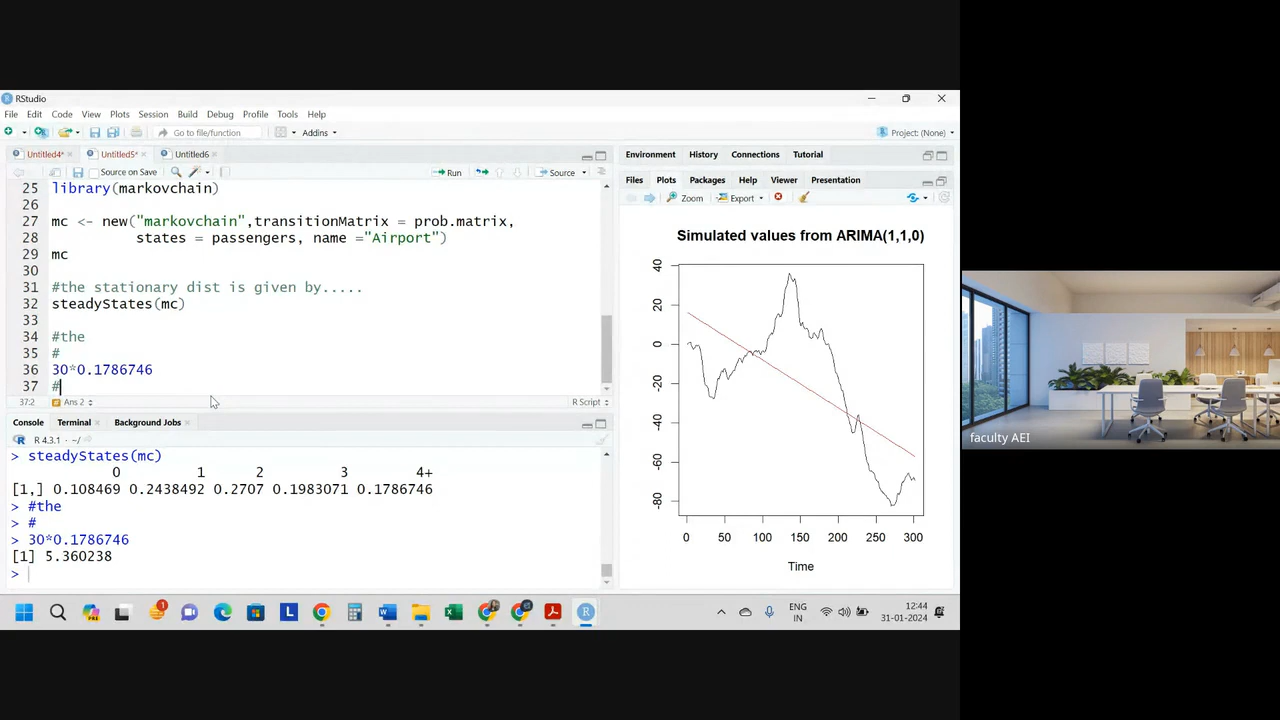 RStudio
File Edit Code View Plots Session Build Debug Profile Tools Help
Go to file/function Addins Project: (None)
Untitled4* Untitled5* Untitled6
Source on Save Run Source
25 library(markovchain)
26
27 mc <- new("markovchain",transitionMatrix = prob.matrix,
28 states = passengers, name ="Airport")
29 mc
30
31 #the stationary dist is given by.....
32 steadyStates(mc)
33
34 #the
35 #
36 30*0.1786746
37 #
37:2 Ans 2 R Script
Console Terminal Background Jobs
R 4.3.1 · ~/
> steadyStates(mc)
0 1 2 3 4+
[1,] 0.108469 0.2438492 0.2707 0.1983071 0.1786746
> #the
> #
> 30*0.1786746
[1] 5.360238
>
Environment History Connections Tutorial
Files Plots Packages Help Viewer Presentation
Zoom Export
Simulated values from ARIMA(1,1,0)
40
20
0
-20
-40
-60
-80
0 50 100 150 200 250 300
Time
faculty AEI
ENG
IN
12:44
31-01-2024